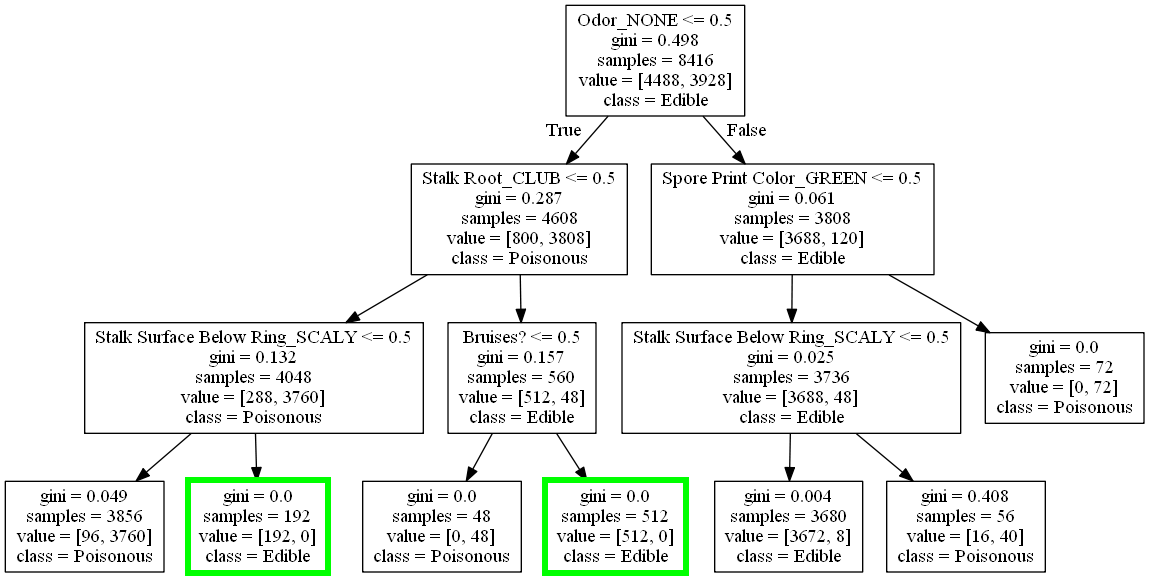 Odor_NONE <= 0.5
gini = 0.498
samples = 8416
value = [4488, 3928]
class = Edible
True
False
Stalk Root_CLUB <= 0.5
gini = 0.287
samples = 4608
value = [800, 3808]
class = Poisonous
Spore Print Color_GREEN <= 0.5
gini = 0.061
samples = 3808
value = [3688, 120]
class = Edible
Stalk Surface Below Ring_SCALY <= 0.5
gini = 0.132
samples = 4048
value = [288, 3760]
class = Poisonous
Bruises? <= 0.5
gini = 0.157
samples = 560
value = [512, 48]
class = Edible
Stalk Surface Below Ring_SCALY <= 0.5
gini = 0.025
samples = 3736
value = [3688, 48]
class = Edible
gini = 0.0
samples = 72
value = [0, 72]
class = Poisonous
gini = 0.049
samples = 3856
value = [96, 3760]
class = Poisonous
gini = 0.0
samples = 192
value = [192, 0]
class = Edible
gini = 0.0
samples = 48
value = [0, 48]
class = Poisonous
gini = 0.0
samples = 512
value = [512, 0]
class = Edible
gini = 0.004
samples = 3680
value = [3672, 8]
class = Edible
gini = 0.408
samples = 56
value = [16, 40]
class = Poisonous